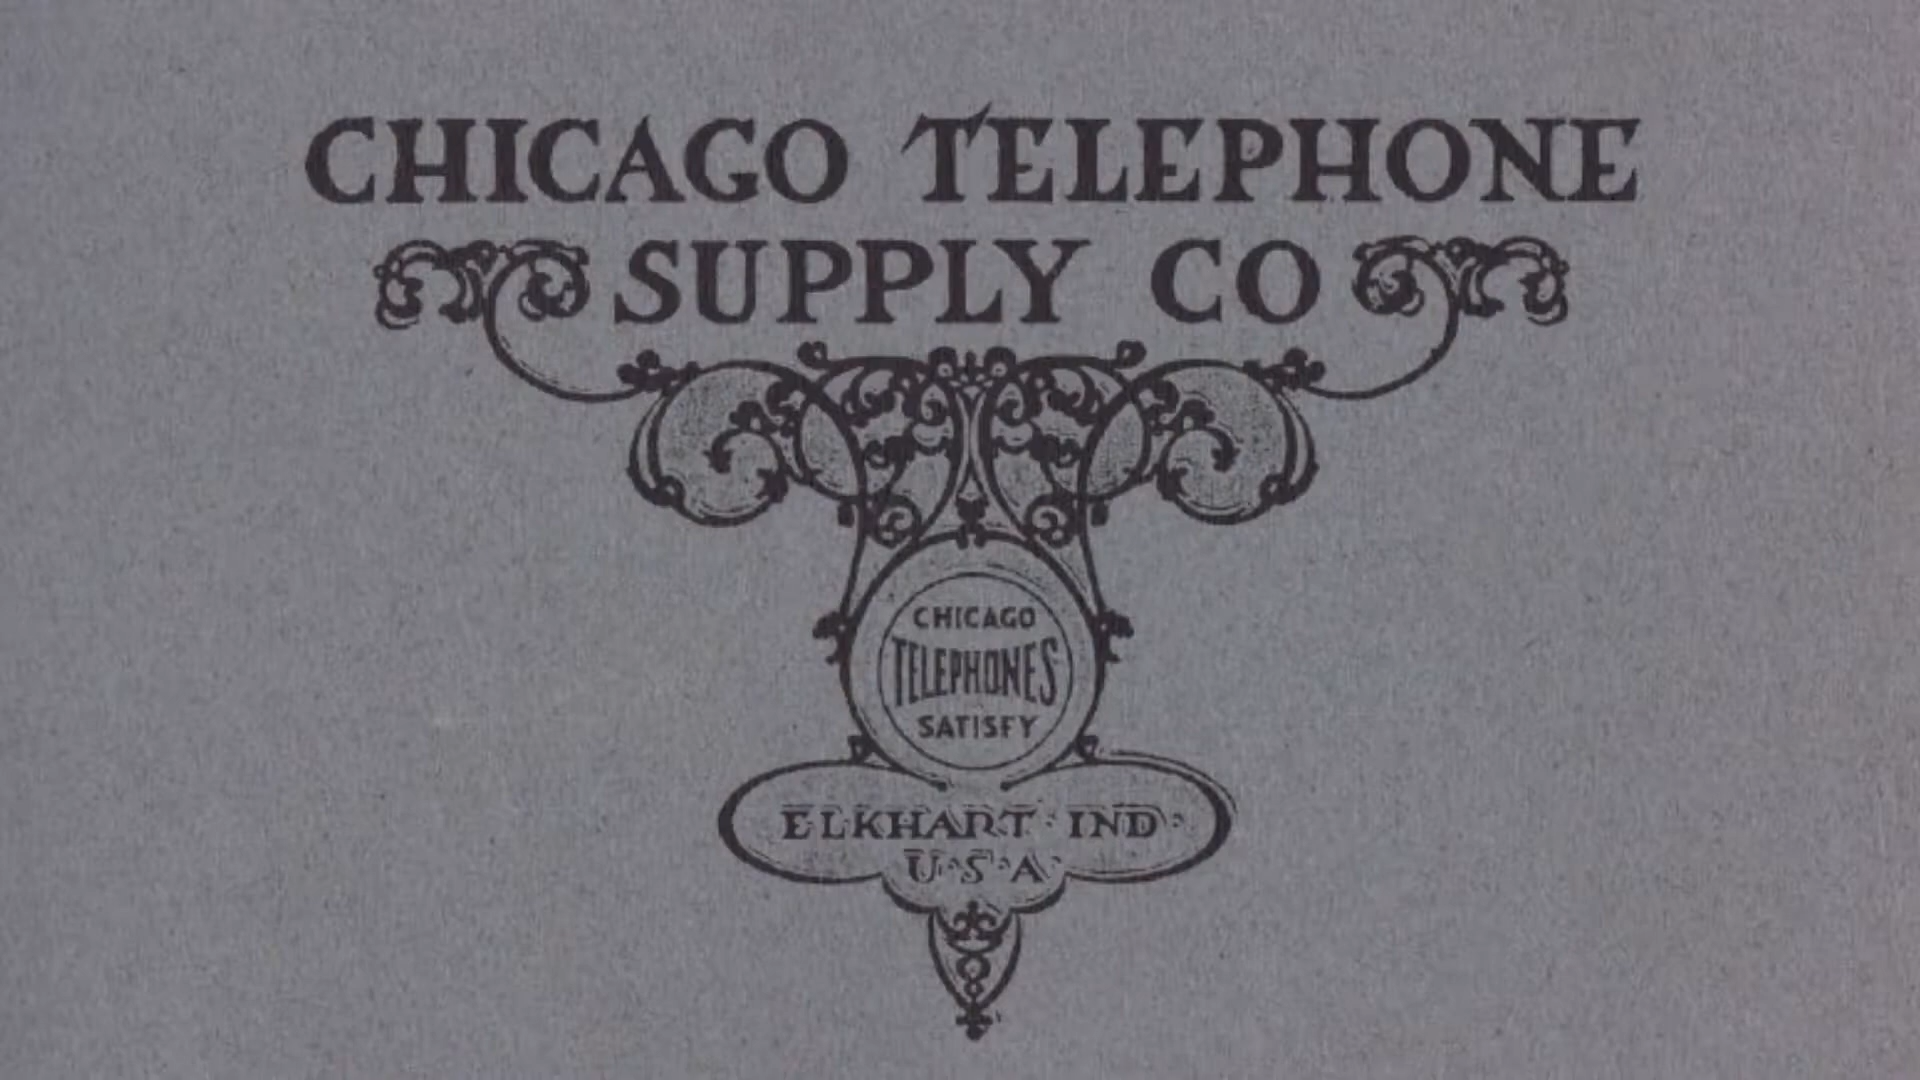 CHICAGO TELEPHONE
SUPPLY CO
CHICAGO
TELEPHONES
SATISFY
ELKHART · IND ·
U · S · A ·